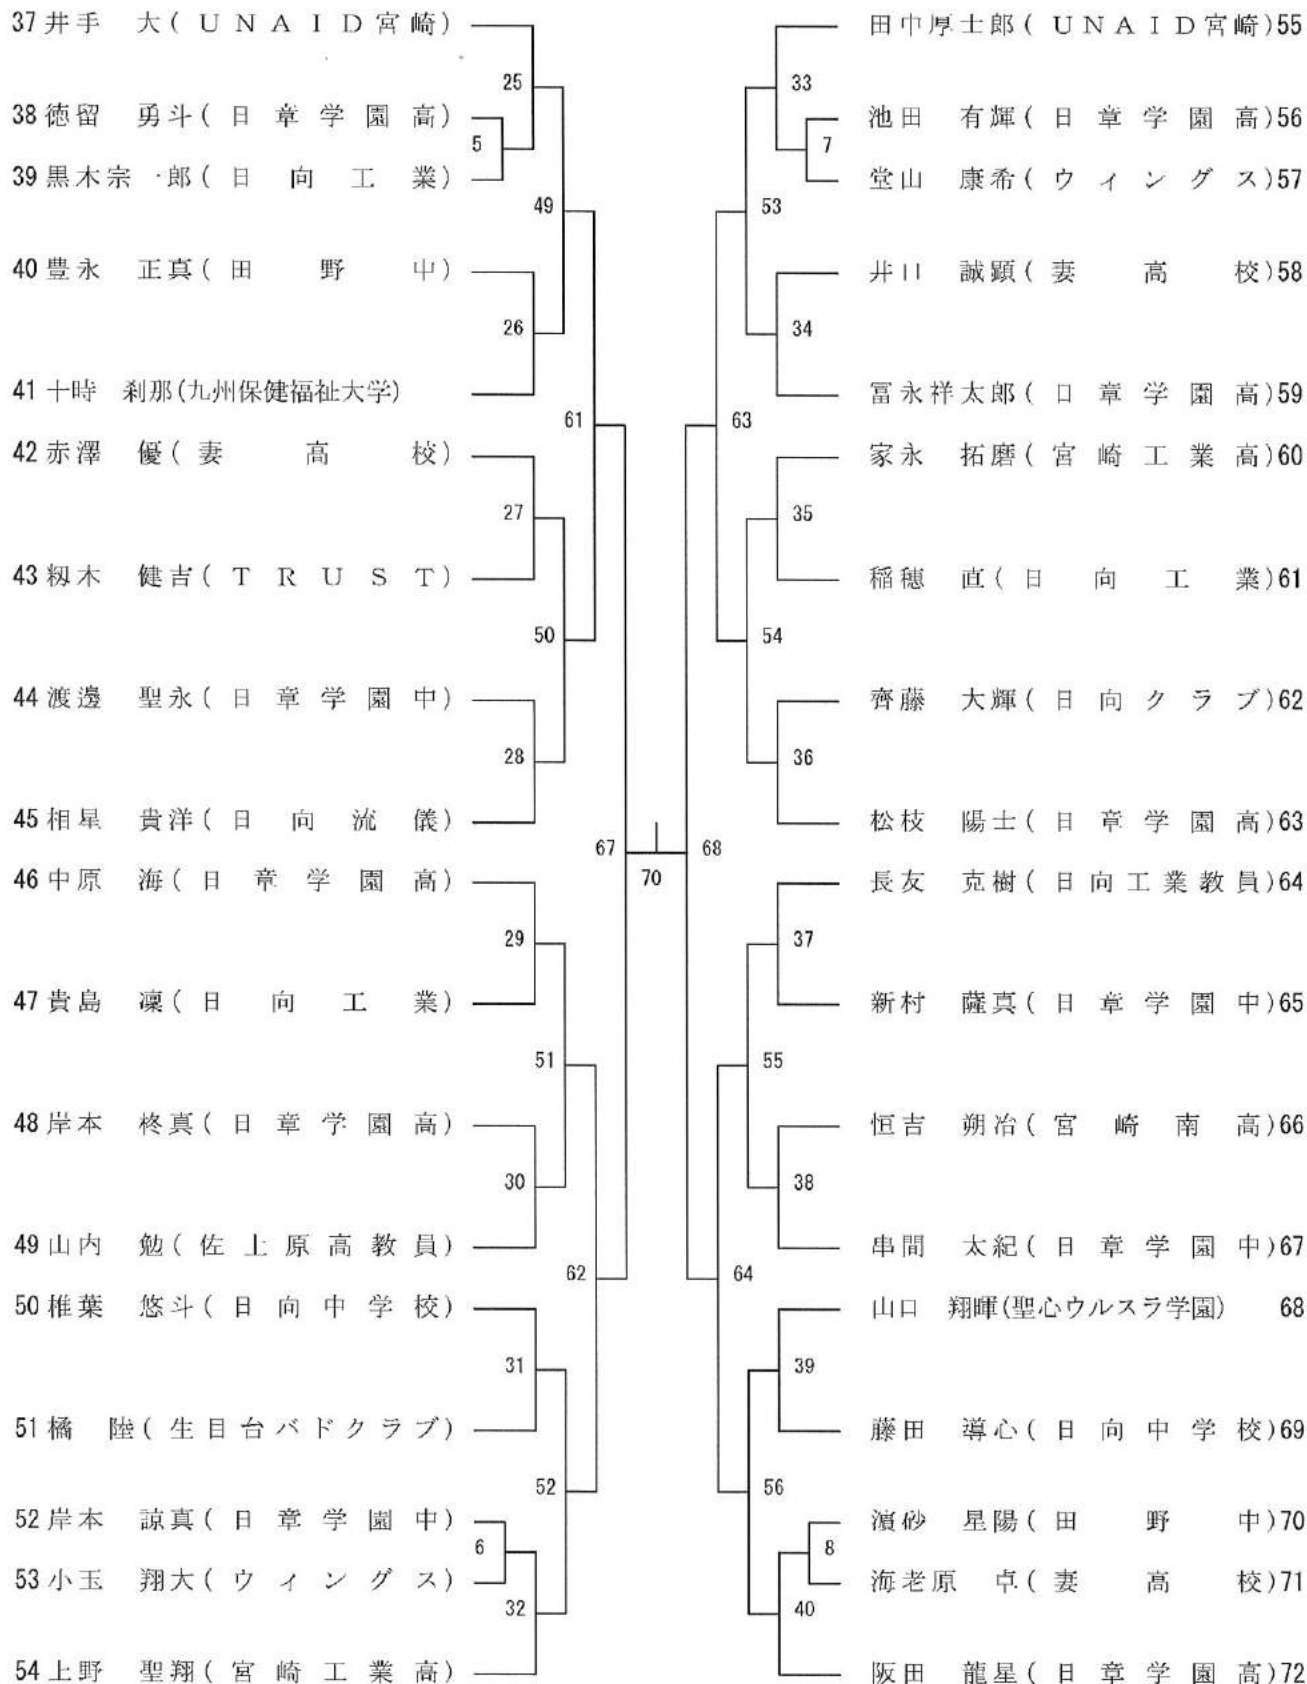 37 井手 大(UNAID宮崎)
25
38 徳留 勇斗(日章学園高)
5
39 黒木宗一郎(日向工業)
49
40 豊永 正真(田野中)
26
41 十時 刹那(九州保健福祉大学)
61
42 赤澤 優(妻高校)
27
43 籾木 健吉(TRUST)
50
44 渡邊 聖永(日章学園中)
28
45 相星 貴洋(日向流儀)
67
46 中原 海(日章学園高)
29
47 貴島 凜(日向工業)
51
48 岸本 柊真(日章学園高)
30
49 山内 勉(佐土原高教員)
62
50 椎葉 悠斗(日向中学校)
31
51 橘 陸(生目台バドクラブ)
52
52 岸本 諒真(日章学園中)
6
53 小玉 翔大(ウィングス)
32
54 上野 聖翔(宮崎工業高)
70
田中厚士郎(UNAID宮崎)55
33
池田 有輝(日章学園高)56
7
堂山 康希(ウィングス)57
53
井口 誠顕(妻高校)58
34
冨永祥太郎(日章学園高)59
63
家永 拓磨(宮崎工業高)60
35
稲穂 直(日向工業)61
54
齊藤 大輝(日向クラブ)62
36
松枝 陽士(日章学園高)63
68
長友 克樹(日向工業教員)64
37
新村 薩真(日章学園中)65
55
恒吉 朔冶(宮崎南高)66
38
串間 太紀(日章学園中)67
64
山口 翔暉(聖心ウルスラ学園) 68
39
藤田 導心(日向中学校)69
56
濵砂 星陽(田野中)70
8
海老原 卓(妻高校)71
40
阪田 龍星(日章学園高)72